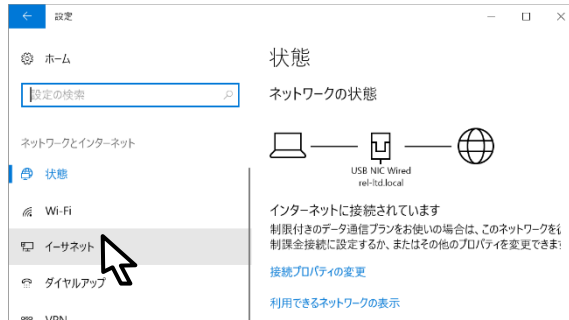 設定
ホーム
設定の検索
ネットワークとインターネット
状態
Wi-Fi
イーサネット
ダイヤルアップ
VPN
状態
ネットワークの状態
USB NIC Wired
rel-ltd.local
インターネットに接続されています
制限付きのデータ通信プランをお使いの場合は、このネットワークを
制課金接続に設定するか、またはその他のプロパティを変更できま
接続プロパティの変更
利用できるネットワークの表示